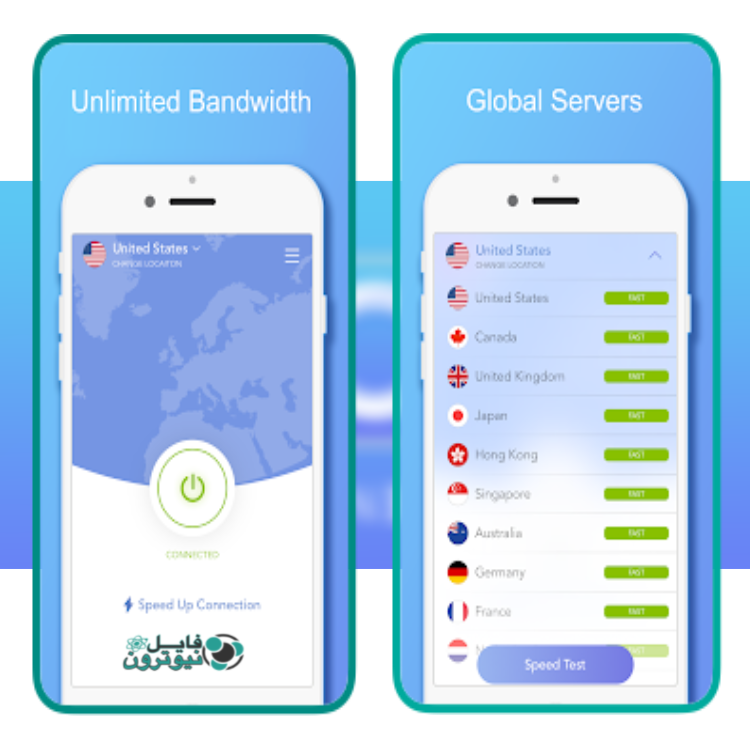 Unlimited Bandwidth
United States
CHANGE LOCATION
CONNECTED
Speed Up Connection
فایل
نیوترون
Global Servers
United States
CHANGE LOCATION
United States FAST
Canada FAST
United Kingdom FAST
Japan FAST
Hong Kong FAST
Singapore FAST
Australia FAST
Germany FAST
France FAST
FAST
Speed Test